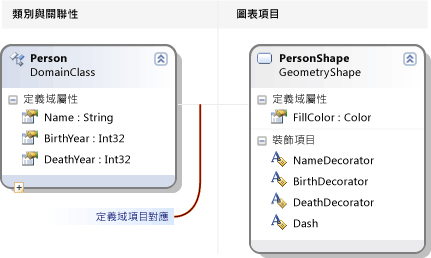 類別與關聯性
圖表項目
Person
DomainClass
定義域屬性
Name : String
BirthYear : Int32
DeathYear : Int32
定義域項目對應
PersonShape
GeometryShape
定義域屬性
FillColor : Color
裝飾項目
NameDecorator
BirthDecorator
DeathDecorator
Dash